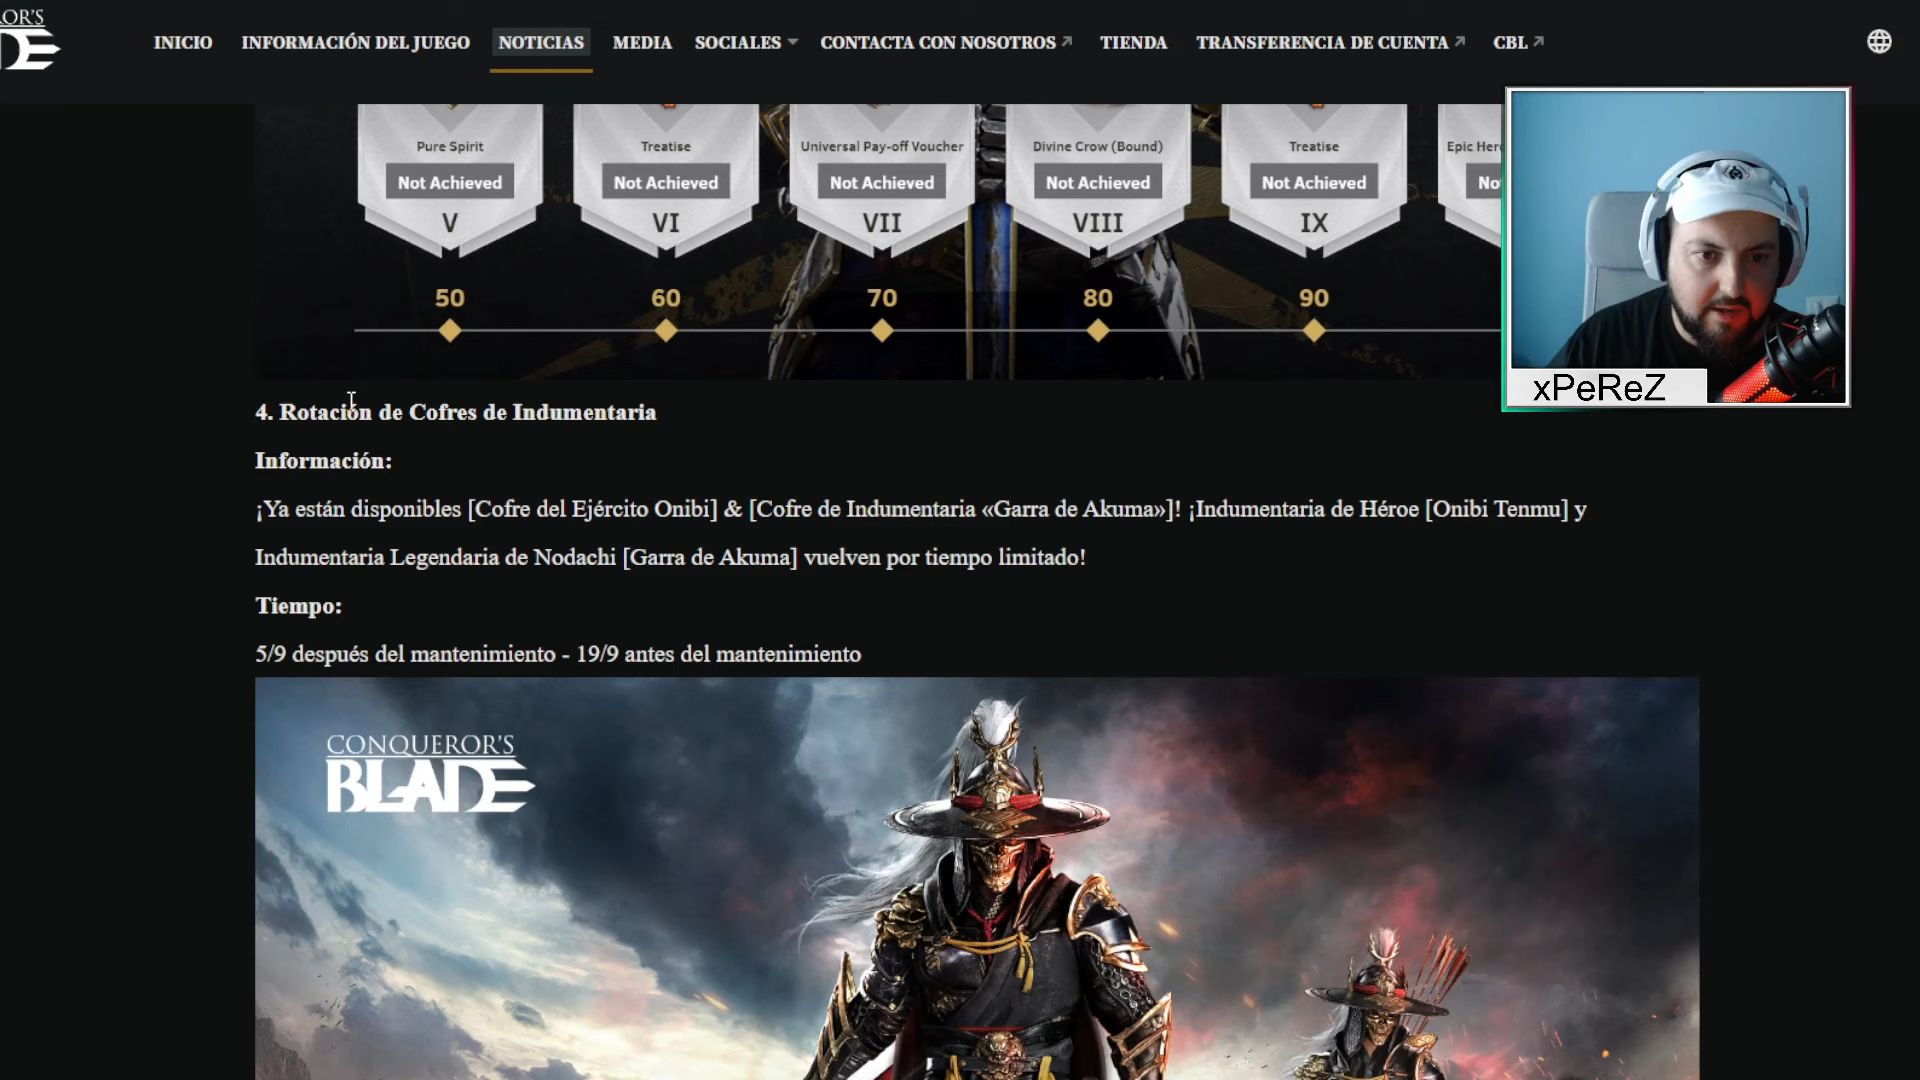 OR'S
DE
INICIO INFORMACIÓN DEL JUEGO NOTICIAS MEDIA SOCIALES CONTACTA CON NOSOTROS TIENDA TRANSFERENCIA DE CUENTA CBL
Pure Spirit Treatise Universal Pay-off Voucher Divine Crow (Bound) Treatise Epic Hero
Not Achieved Not Achieved Not Achieved Not Achieved Not Achieved No
V VI VII VIII IX
50 60 70 80 90
xPeReZ
4. Rotación de Cofres de Indumentaria
Información:
¡Ya están disponibles [Cofre del Ejército Onibi] & [Cofre de Indumentaria «Garra de Akuma»]! ¡Indumentaria de Héroe [Onibi Tenmu] y
Indumentaria Legendaria de Nodachi [Garra de Akuma] vuelven por tiempo limitado!
Tiempo:
5/9 después del mantenimiento - 19/9 antes del mantenimiento
CONQUEROR'S
BLADE